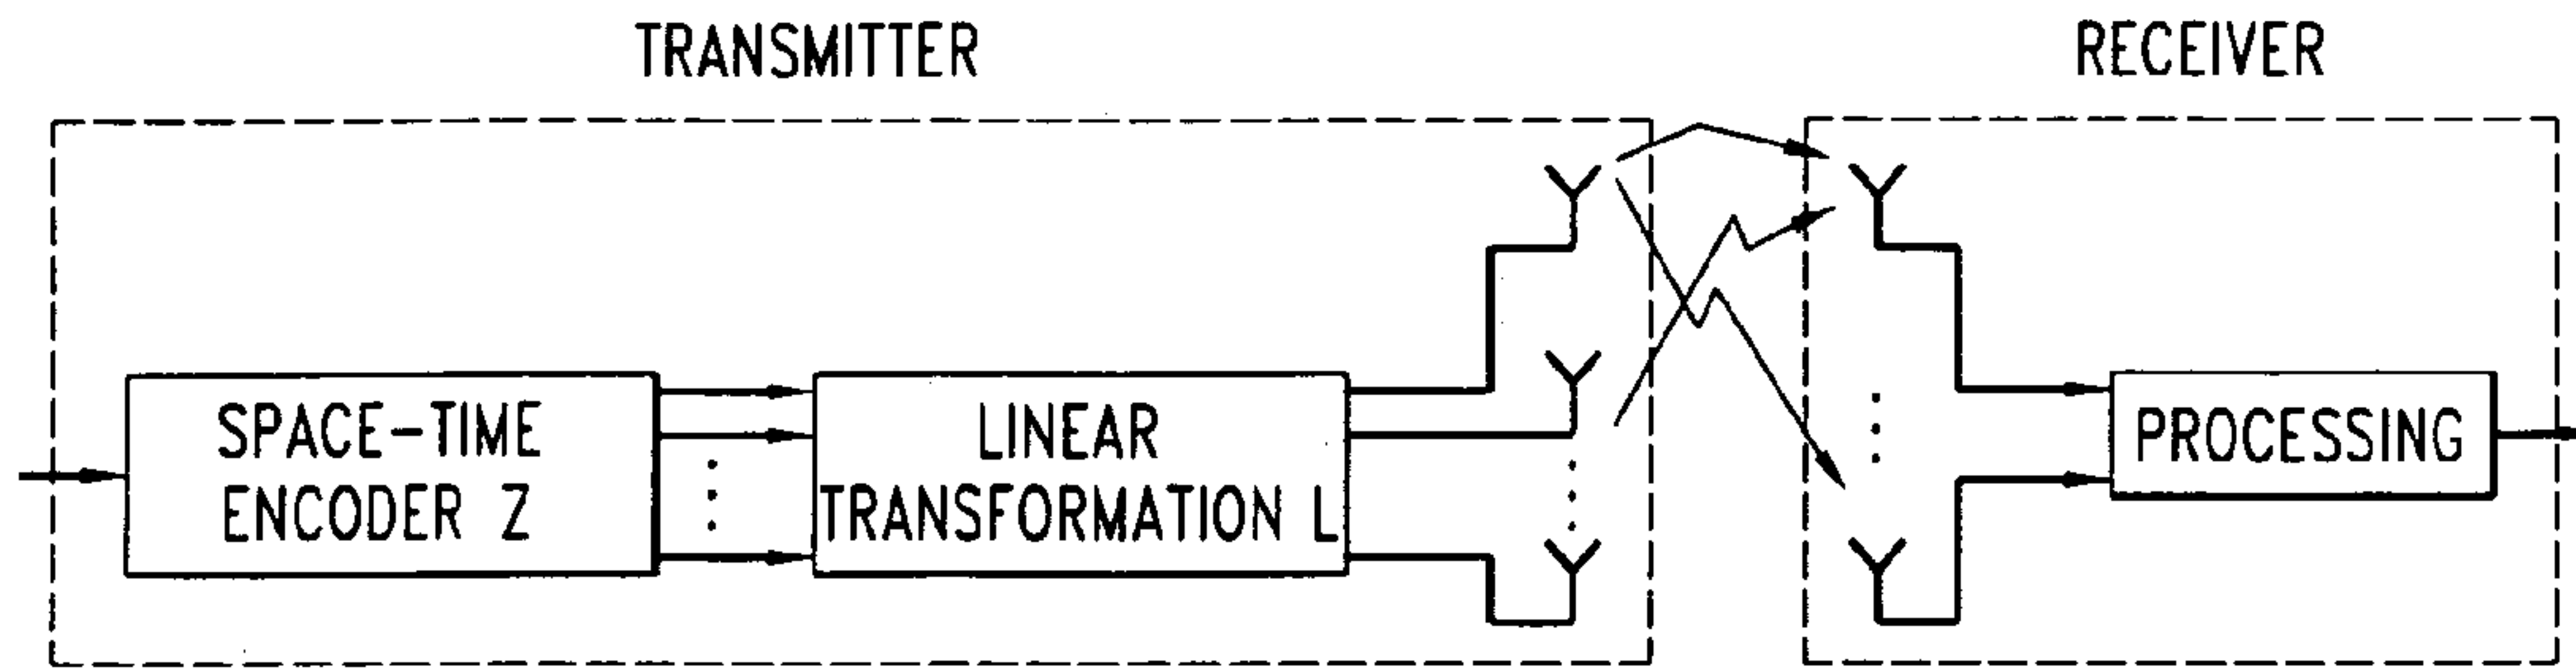 TRANSMITTER
RECEIVER
SPACE-TIME
ENCODER Z
LINEAR
TRANSFORMATION L
PROCESSING